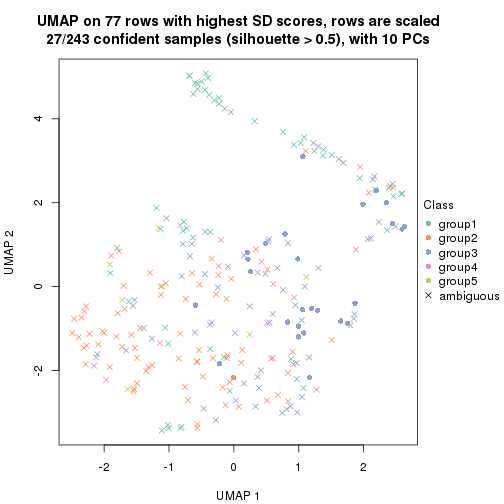 UMAP on 77 rows with highest SD scores, rows are scaled
27/243 confident samples (silhouette > 0.5), with 10 PCs
4
2
0
-2
UMAP 2
-2
-1
0
1
2
UMAP 1
Class
group1
group2
group3
group4
group5
ambiguous